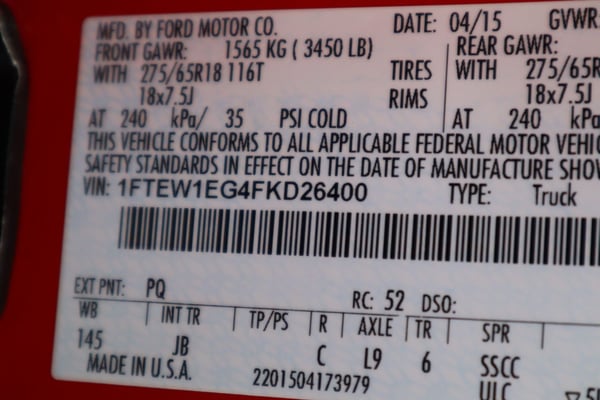 MFD. BY FORD MOTOR CO. DATE: 04/15 GVWR:
FRONT GAWR: 1565 KG ( 3450 LB) REAR GAWR:
WITH 275/65R18 116T TIRES WITH 275/65R
18x7.5J RIMS 18x7.5J
AT 240 kPa/ 35 PSI COLD AT 240 kPa/
THIS VEHICLE CONFORMS TO ALL APPLICABLE FEDERAL MOTOR VEHIC
SAFETY STANDARDS IN EFFECT ON THE DATE OF MANUFACTURE SHOW
VIN: 1FTEW1EG4FKD26400 TYPE: Truck
EXT PNT: PQ RC: 52 DSO:
WB INT TR TP/PS R AXLE TR SPR
145 JB C L9 6 SSCC
MADE IN U.S.A. 2201504173979 ULC